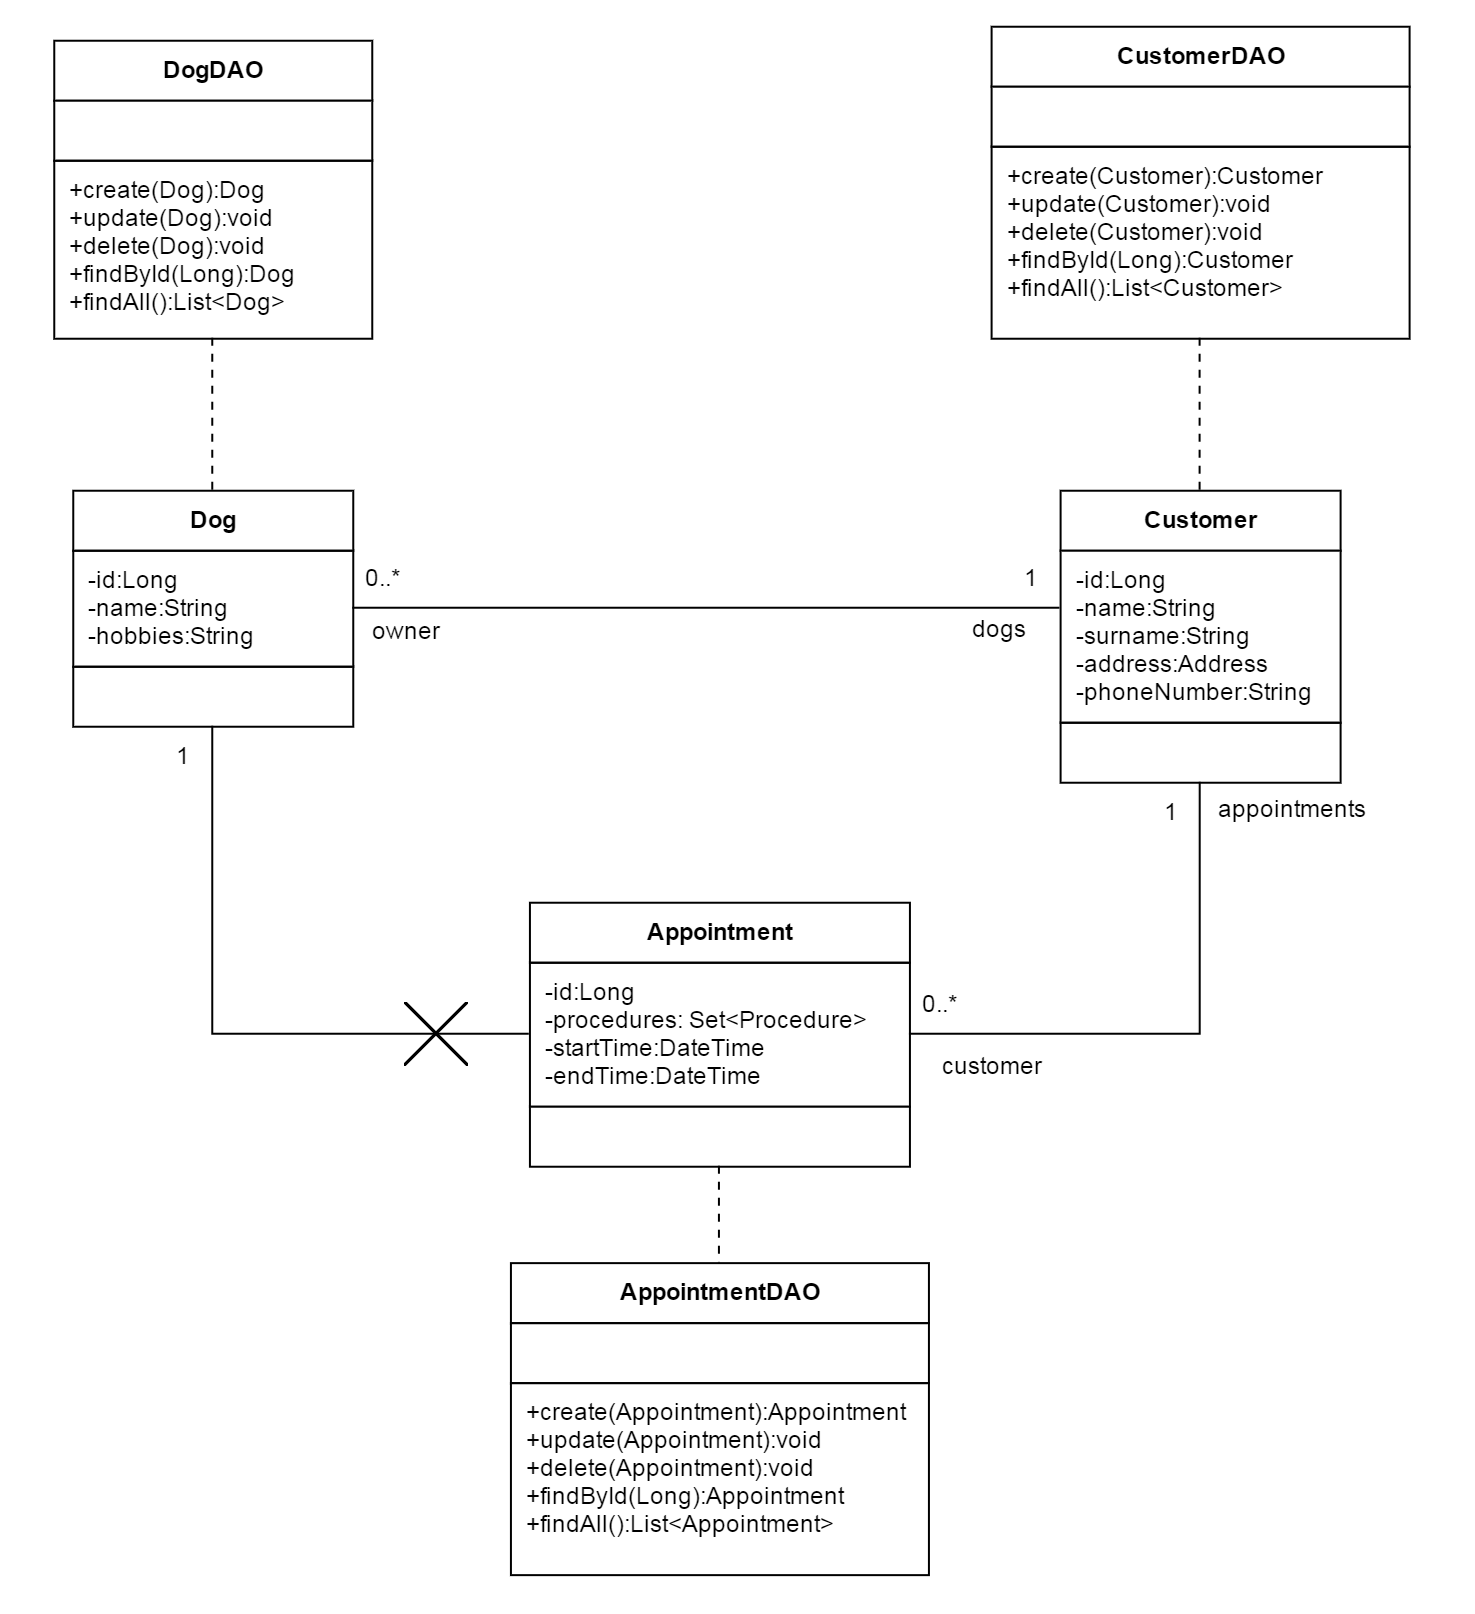 DogDAO
+create(Dog):Dog
+update(Dog):void
+delete(Dog):void
+findById(Long):Dog
+findAll():List<Dog>
CustomerDAO
+create(Customer):Customer
+update(Customer):void
+delete(Customer):void
+findById(Long):Customer
+findAll():List<Customer>
Dog
-id:Long
-name:String
-hobbies:String
0..*
owner
1
dogs
Customer
-id:Long
-name:String
-surname:String
-address:Address
-phoneNumber:String
1
1
appointments
Appointment
-id:Long
-procedures: Set<Procedure>
-startTime:DateTime
-endTime:DateTime
0..*
customer
AppointmentDAO
+create(Appointment):Appointment
+update(Appointment):void
+delete(Appointment):void
+findById(Long):Appointment
+findAll():List<Appointment>